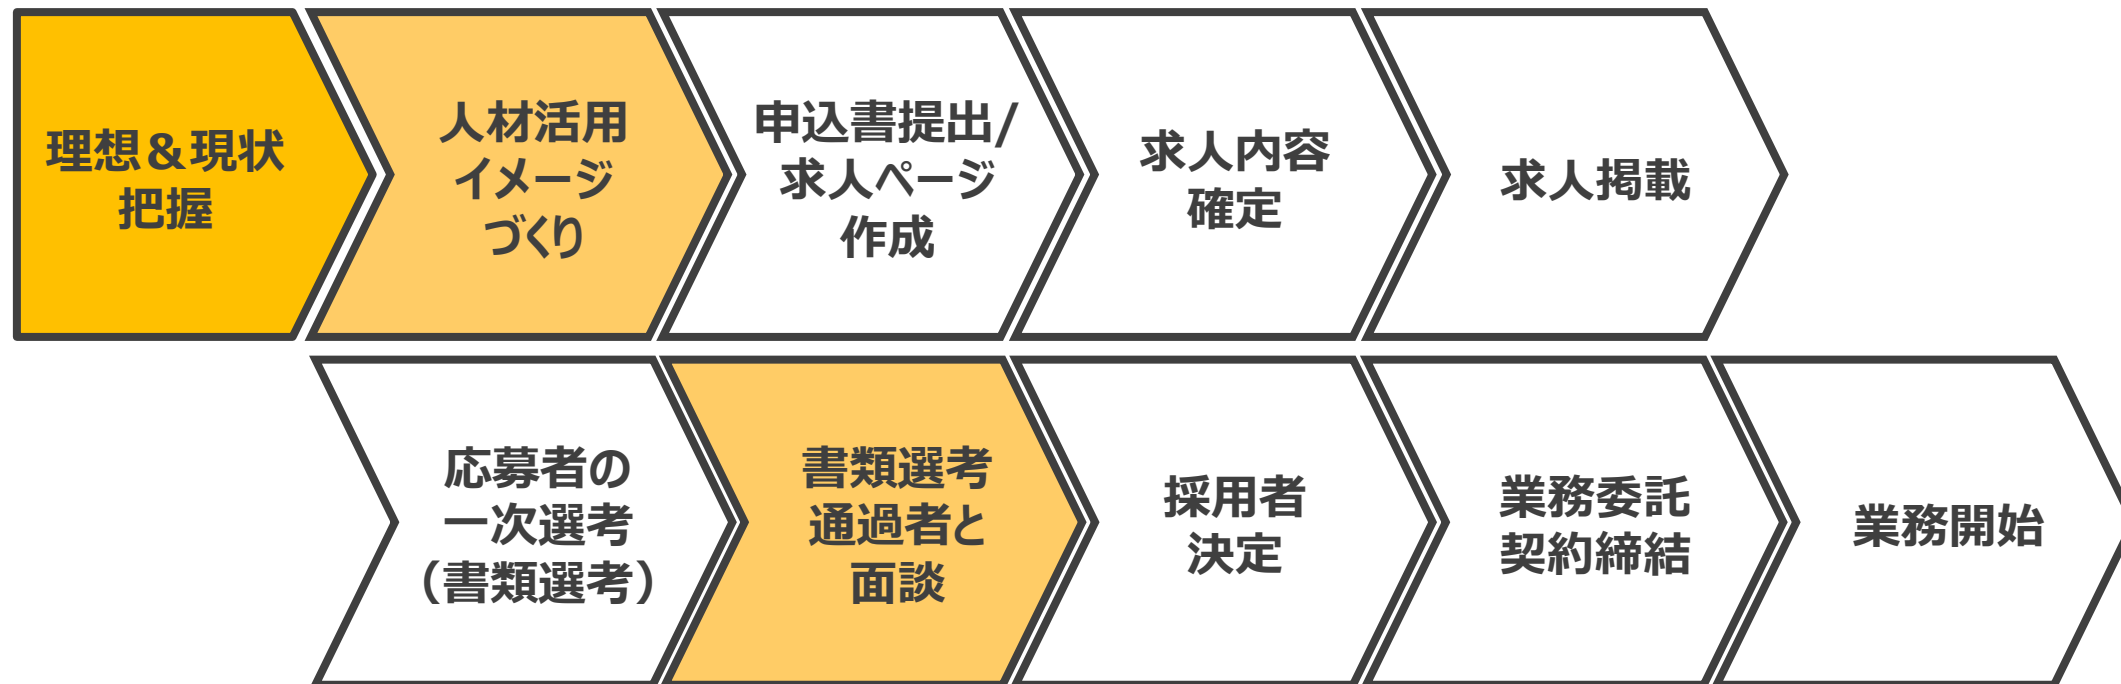 理想＆現状
把握
人材活用
イメージ
づくり
申込書提出/
求人ページ
作成
求人内容
確定
求人掲載
応募者の
一次選考
（書類選考）
書類選考
通過者と
面談
採用者
決定
業務委託
契約締結
業務開始